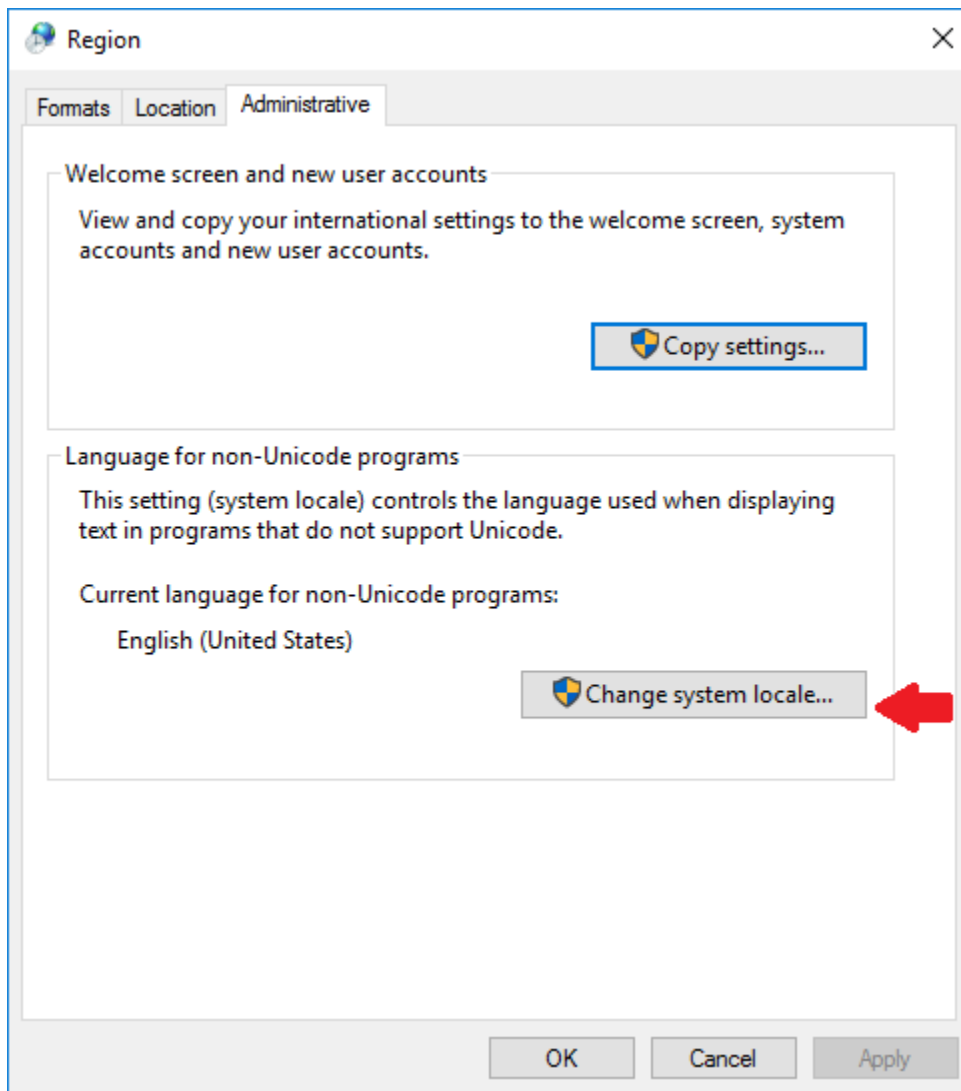 Region
Formats
Location
Administrative
Welcome screen and new user accounts
View and copy your international settings to the welcome screen, system
accounts and new user accounts.
Copy settings...
Language for non-Unicode programs
This setting (system locale) controls the language used when displaying
text in programs that do not support Unicode.
Current language for non-Unicode programs:
English (United States)
Change system locale...
OK
Cancel
Apply